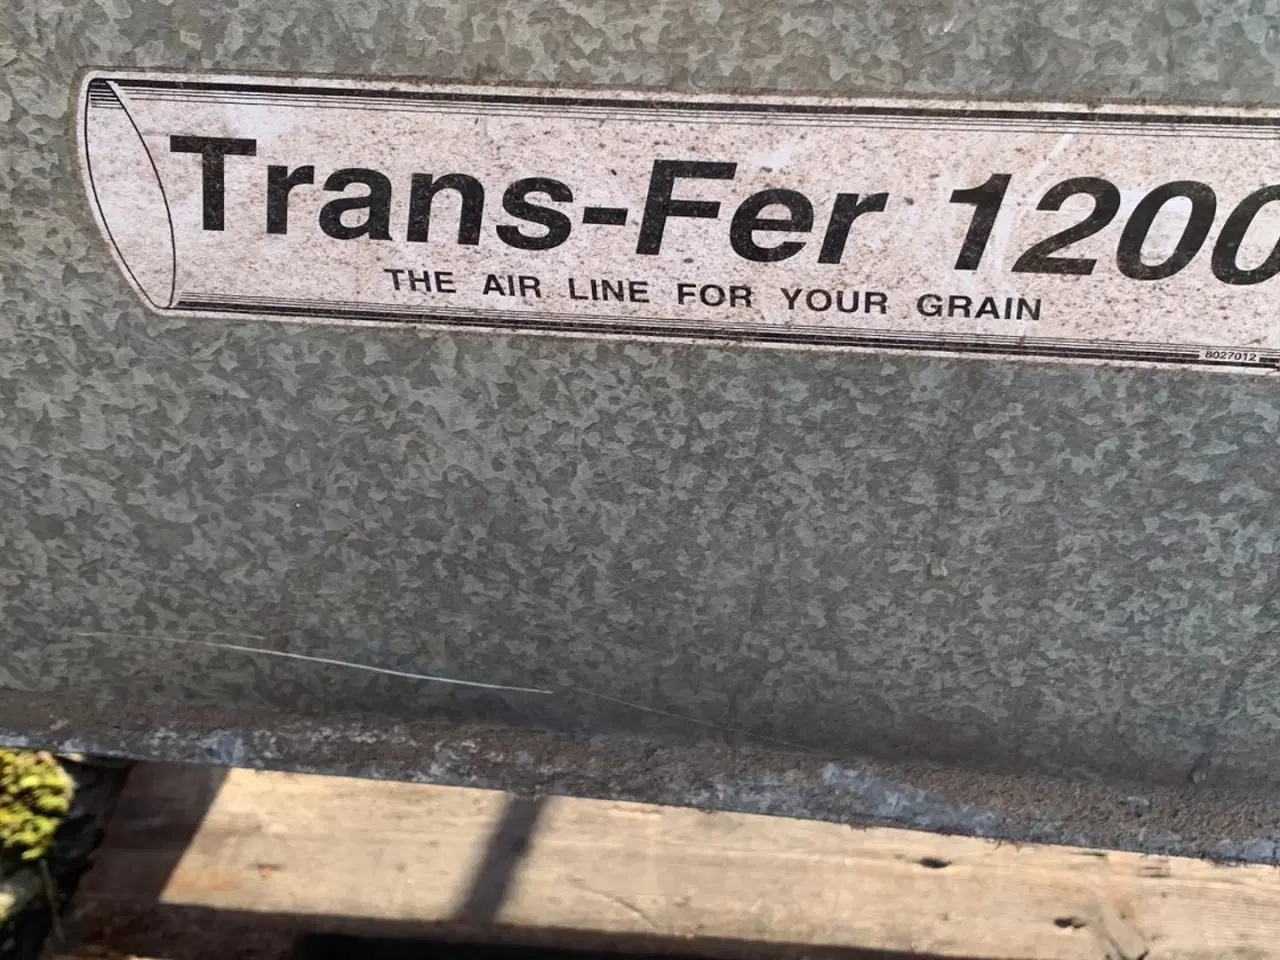 Trans-Fer 1200
THE AIR LINE FOR YOUR GRAIN
8027012